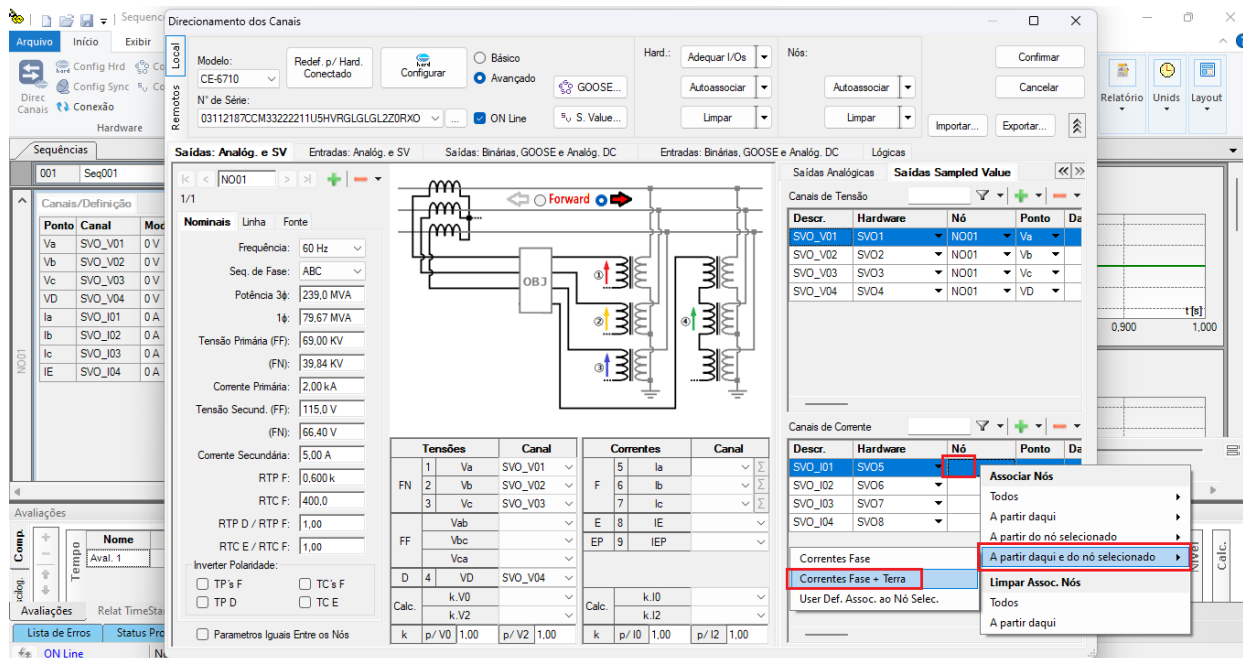 Sequenc
Direcionamento dos Canais
Arquivo
Início
Exibir
Config Hrd
Config Sync
Conexão
Direc
Canais
Hardware
Relatório
Unids
Layout
Local
Remotos
Modelo:
CE-6710
Redef. p/ Hard.
Conectado
hard
Configurar
Básico
Avançado
N° de Série:
03112187CCM33222211U5HVRGLGLGL2Z0RXO
...
ON Line
GOOSE...
S. Value...
Hard.:
Adequar I/Os
Autoassociar
Limpar
Nós:
Autoassociar
Limpar
Confirmar
Cancelar
Importar...
Exportar...
Saídas: Analóg. e SV
Entradas: Analóg. e SV
Saídas: Binárias, GOOSE e Analóg. DC
Entradas: Binárias, GOOSE e Analóg. DC
Lógicas
Sequências
001
Seq001
Canais/Definição
Ponto Canal Mod
Va SVO_V01 0 V
Vb SVO_V02 0 V
Vc SVO_V03 0 V
VD SVO_V04 0 V
Ia SVO_I01 0 A
Ib SVO_I02 0 A
Ic SVO_I03 0 A
IE SVO_I04 0 A
NO01
NO01
1/1
Nominais
Linha
Fonte
Frequência: 60 Hz
Seq. de Fase: ABC
Potência 3ϕ: 239,0 MVA
1ϕ: 79,67 MVA
Tensão Primária (FF): 69,00 KV
(FN): 39,84 KV
Corrente Primária: 2,00 kA
Tensão Secund. (FF): 115,0 V
(FN): 66,40 V
Corrente Secundária: 5,00 A
RTP F: 0,600 k
RTC F: 400,0
RTP D / RTP F: 1,00
RTC E / RTC F: 1,00
Inverter Polaridade:
TP's F
TC's F
TP D
TC E
Parametros Iguais Entre os Nós
Forward
OBJ
1
2
3
4
Tensões Canal
FN
1 Va SVO_V01
2 Vb SVO_V02
3 Vc SVO_V03
FF
Vab
Vbc
Vca
D 4 VD SVO_V04
Calc.
k.V0
k.V2
k p/ V0 1,00 p/ V2 1,00
Correntes Canal
F
5 Ia Σ
6 Ib Σ
7 Ic Σ
E 8 IE
EP 9 IEP
Calc.
k.I0
k.I2
k p/ I0 1,00 p/ I2 1,00
Saídas Analógicas
Saídas Sampled Value
Canais de Tensão
Descr. Hardware Nó Ponto Da
SVO_V01 SVO1 NO01 Va
SVO_V02 SVO2 NO01 Vb
SVO_V03 SVO3 NO01 Vc
SVO_V04 SVO4 NO01 VD
Canais de Corrente
Descr. Hardware Nó Ponto Da
SVO_I01 SVO5
SVO_I02 SVO6
SVO_I03 SVO7
SVO_I04 SVO8
Associar Nós
Todos
A partir daqui
A partir do nó selecionado
A partir daqui e do nó selecionado
Limpar Assoc. Nós
Todos
A partir daqui
Correntes Fase
Correntes Fase + Terra
User Def. Assoc. ao Nó Selec.
t [s]
0,900
1,000
Avaliações
Comp.
Tempo
Nome
Aval. 1
Nível
Calc.
Avaliações
Relat TimeSta
Lista de Erros
Status Pro
ON Line